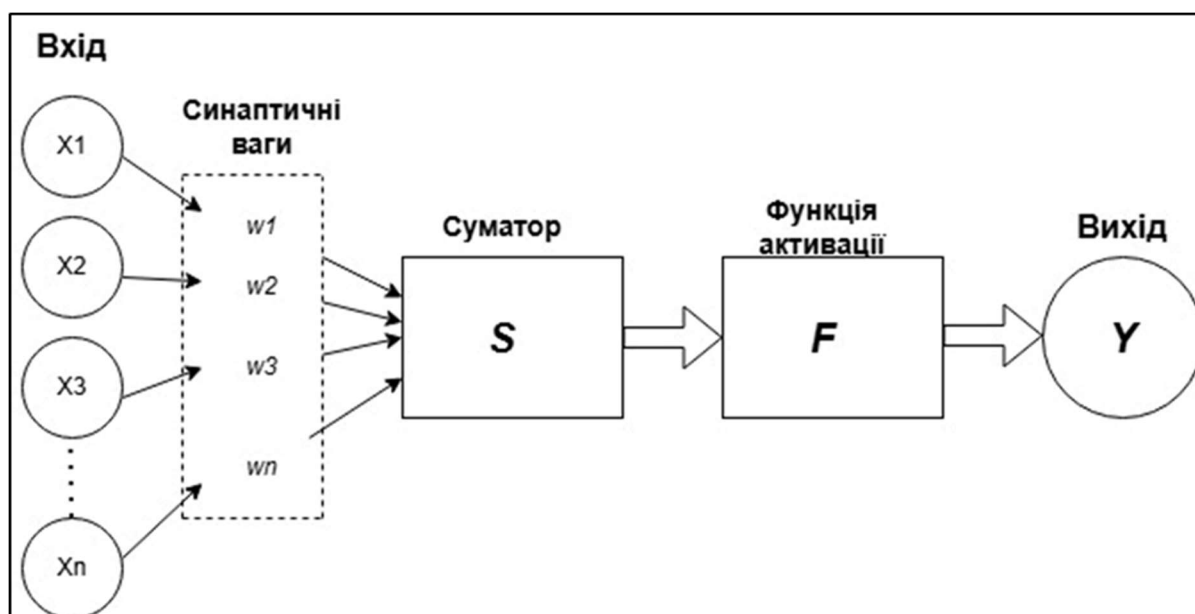 Вхід
X1
X2
X3
Xn
Синаптичні
ваги
w1
w2
w3
wn
Суматор
S
Функція
активації
F
Вихід
Y